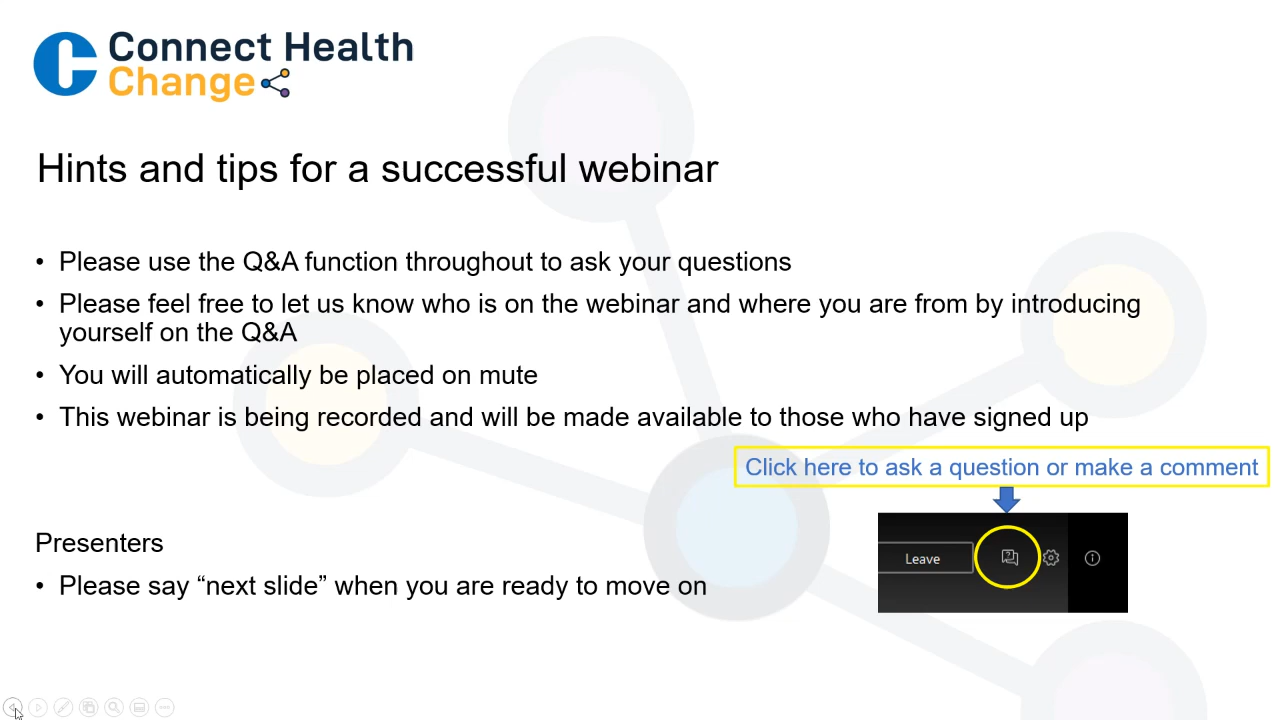 Connect Health
Change
Hints and tips for a successful webinar
• Please use the Q&A function throughout to ask your questions
• Please feel free to let us know who is on the webinar and where you are from by introducing
yourself on the Q&A
• You will automatically be placed on mute
• This webinar is being recorded and will be made available to those who have signed up
Click here to ask a question or make a comment
Leave
Presenters
• Please say “next slide” when you are ready to move on